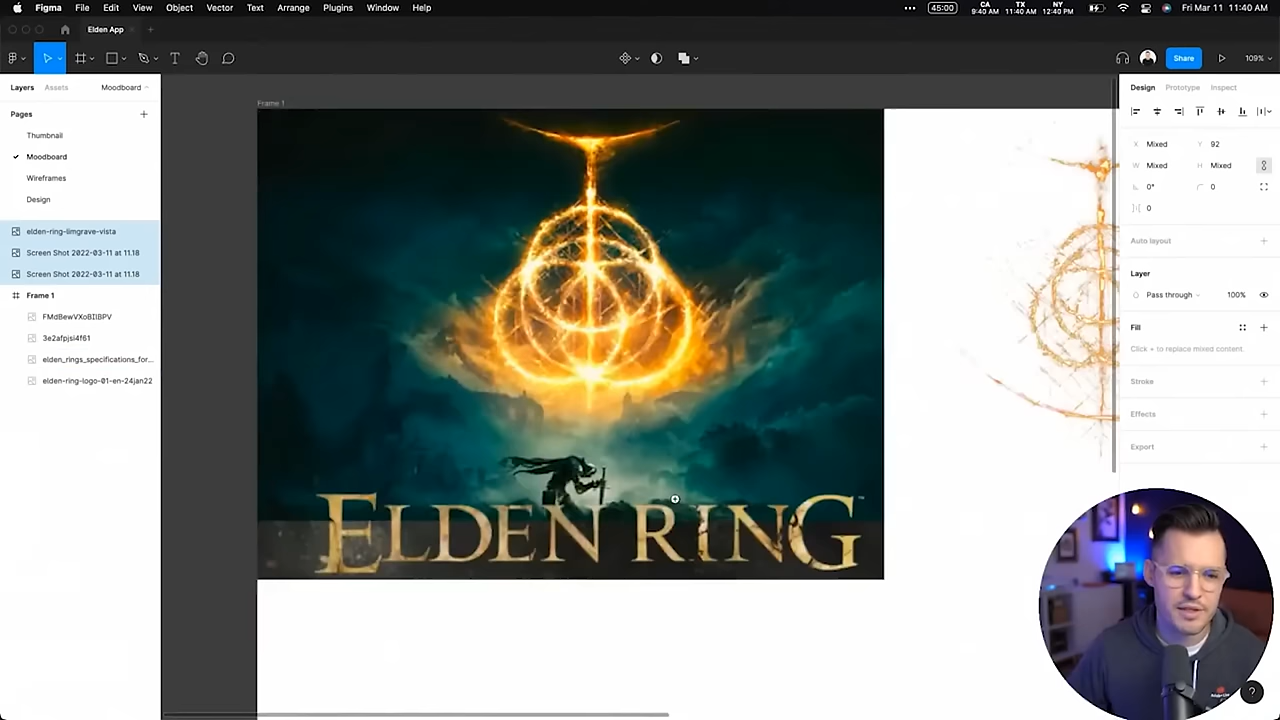 Figma File Edit View Object Vector Text Arrange Plugins Window Help
45:00
CA TX NY
9:40 AM 11:40 AM 12:40 PM
Fri Mar 11 11:40 AM
Elden App
Share
109%
Layers Assets Moodboard
Design Prototype Inspect
Pages
Thumbnail
Moodboard
Wireframes
Design
elden-ring-limgrave-vista
Screen Shot 2022-03-11 at 11.18
Screen Shot 2022-03-11 at 11.18
Frame 1
FMdBewVXoBIlBPV
3e2afpjsi4f61
elden_rings_specifications_for...
elden-ring-logo-01-en-24jan22
Frame 1
ELDEN RING™
X Mixed Y 92
W Mixed H Mixed
0° 0
0
Auto layout
Layer
Pass through 100%
Fill
Click + to replace mixed content.
Stroke
Effects
Export
?